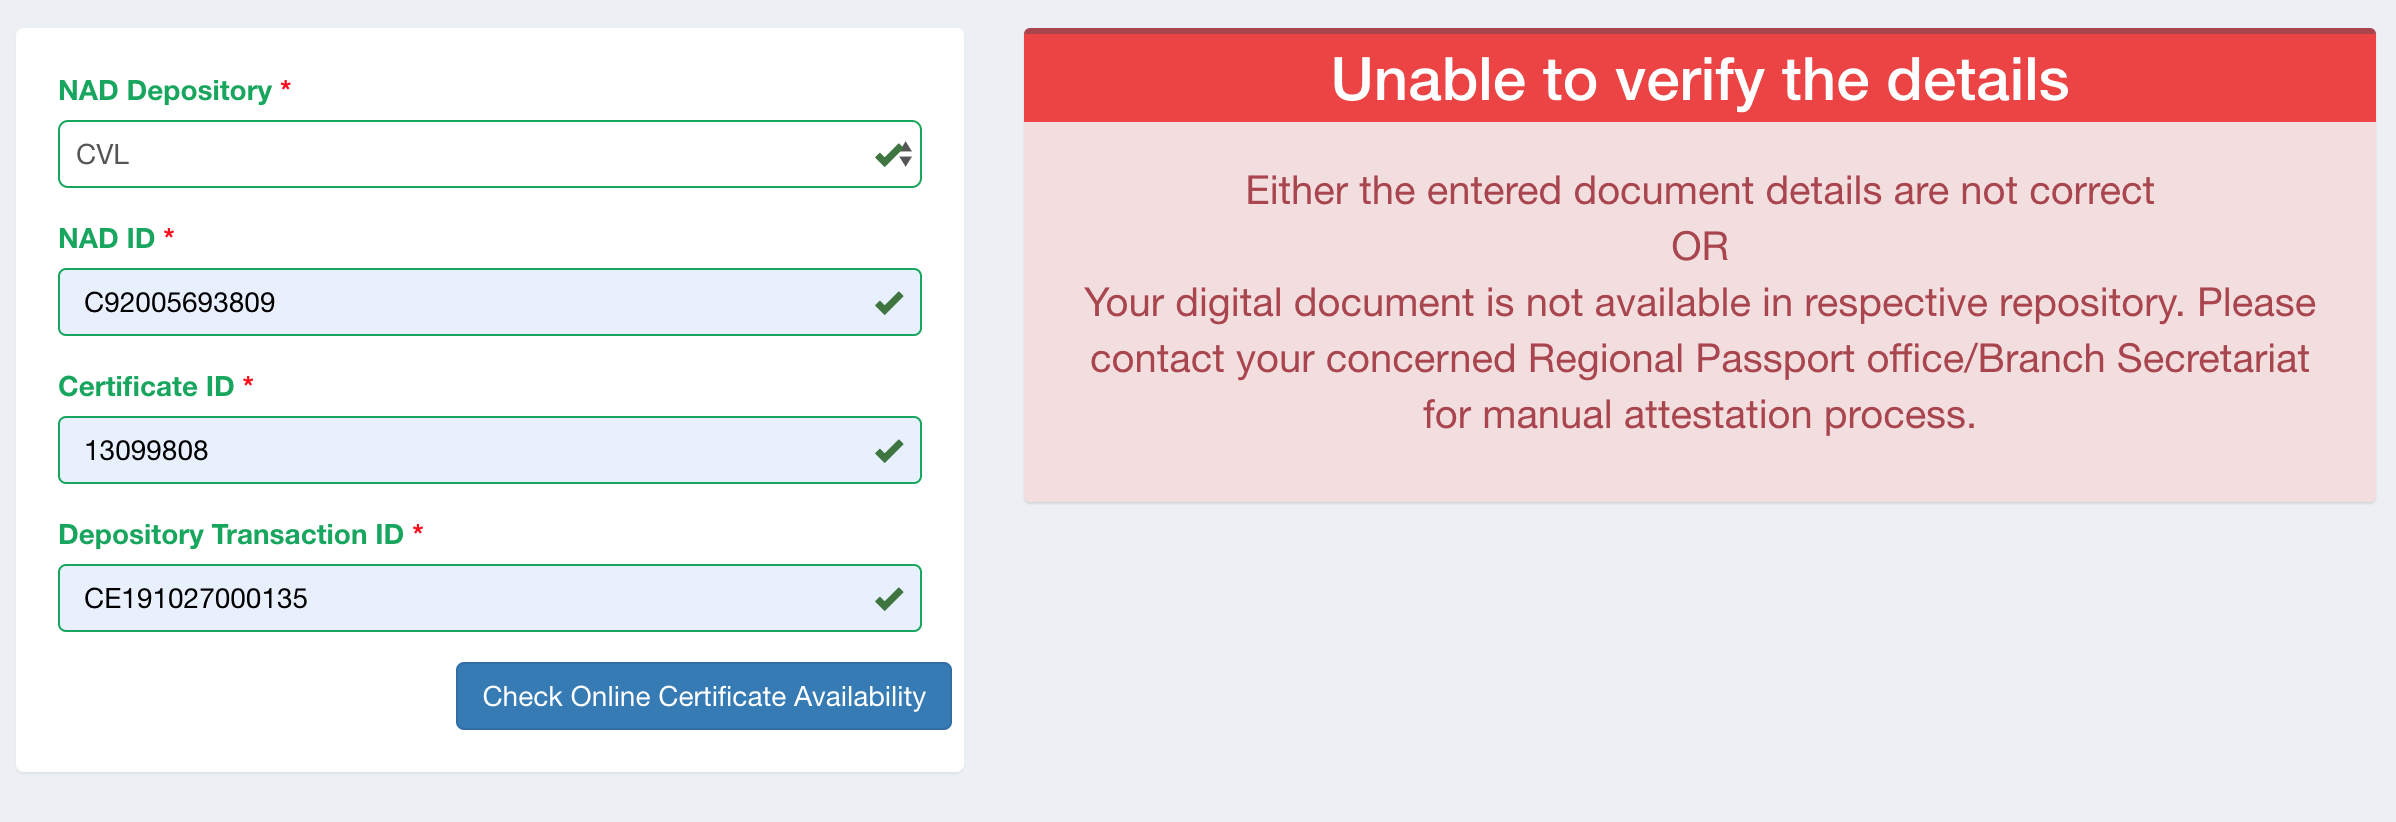 NAD Depository *
CVL
NAD ID *
C92005693809
Certificate ID *
13099808
Depository Transaction ID *
CE191027000135
Check Online Certificate Availability
Unable to verify the details
Either the entered document details are not correct
OR
Your digital document is not available in respective repository. Please
contact your concerned Regional Passport office/Branch Secretariat
for manual attestation process.